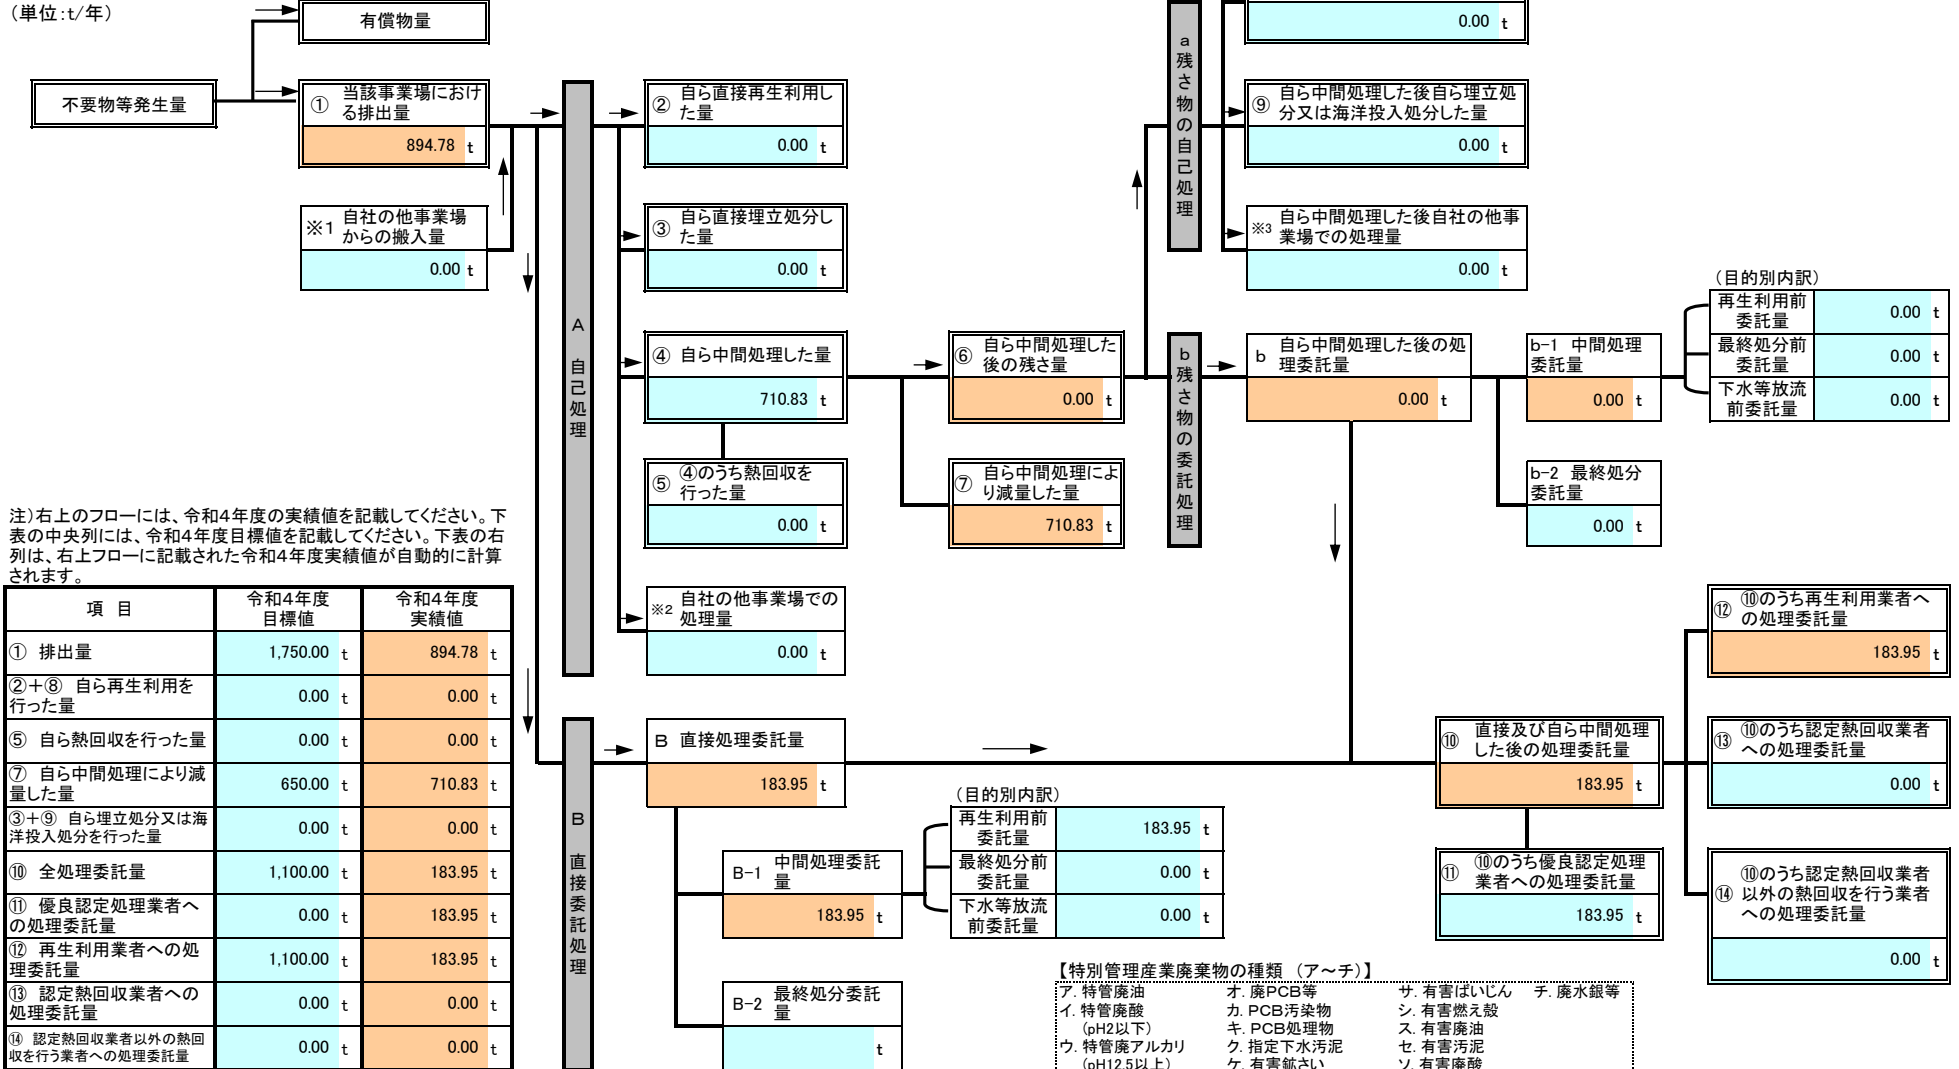 (単位:t/年)
有償物量
不要物等発生量
①
当該事業場におけ
る排出量
894.78 t
※1
自社の他事業場
からの搬入量
0.00 t
A
自己処理
②
自ら直接再生利用し
た量
0.00 t
③
自ら直接埋立処分し
た量
0.00 t
④ 自ら中間処理した量
710.83 t
⑤
④のうち熱回収を
行った量
0.00 t
※2
自社の他事業場での
処理量
0.00 t
⑥
自ら中間処理した
後の残さ量
0.00 t
⑦
自ら中間処理によ
り減量した量
710.83 t
a
残さ物の自己処理
0.00 t
⑨
自ら中間処理した後自ら埋立処
分又は海洋投入処分した量
0.00 t
※3
自ら中間処理した後自社の他事
業場での処理量
0.00 t
b
残さ物の委託処理
b
自ら中間処理した後の処
理委託量
0.00 t
b-1 中間処理
委託量
0.00 t
b-2 最終処分
委託量
0.00 t
(目的別内訳)
再生利用前
委託量
0.00 t
最終処分前
委託量
0.00 t
下水等放流
前委託量
0.00 t
注)右上のフローには、令和4年度の実績値を記載してください。下
表の中央列には、令和4年度目標値を記載してください。下表の右
列は、右上フローに記載された令和4年度実績値が自動的に計算
されます。
項 目
令和4年度
目標値
令和4年度
実績値
① 排出量 1,750.00 t 894.78 t
②+⑧ 自ら再生利用を
行った量
0.00 t 0.00 t
⑤ 自ら熱回収を行った量 0.00 t 0.00 t
⑦ 自ら中間処理により減
量した量
650.00 t 710.83 t
③+⑨ 自ら埋立処分又は海
洋投入処分を行った量
0.00 t 0.00 t
⑩ 全処理委託量 1,100.00 t 183.95 t
⑪ 優良認定処理業者へ
の処理委託量
0.00 t 183.95 t
⑫ 再生利用業者への処
理委託量
1,100.00 t 183.95 t
⑬ 認定熱回収業者への
処理委託量
0.00 t 0.00 t
⑭ 認定熱回収業者以外の熱回
収を行う業者への処理委託量
0.00 t 0.00 t
B
直接委託処理
B 直接処理委託量
183.95 t
B-1
中間処理委託
量
183.95 t
B-2
最終処分委託
量
t
(目的別内訳)
再生利用前
委託量
183.95 t
最終処分前
委託量
0.00 t
下水等放流
前委託量
0.00 t
⑩
直接及び自ら中間処理
した後の処理委託量
183.95 t
⑪
⑩のうち優良認定処理
業者への処理委託量
183.95 t
⑫
⑩のうち再生利用業者へ
の処理委託量
183.95 t
⑬
⑩のうち認定熱回収業者
への処理委託量
0.00 t
⑭
⑩のうち認定熱回収業者
以外の熱回収を行う業者
への処理委託量
0.00 t
【特別管理産業廃棄物の種類 (ア~チ)】
ア. 特管廃油 オ. 廃PCB等 サ. 有害ばいじん チ. 廃水銀等
イ. 特管廃酸 カ. PCB汚染物 シ. 有害燃え殻
(pH2以下) キ. PCB処理物 ス. 有害廃油
ウ. 特管廃アルカリ ク. 指定下水汚泥 セ. 有害汚泥
(pH12.5以上) ケ. 有害鉱さい ソ. 有害廃酸